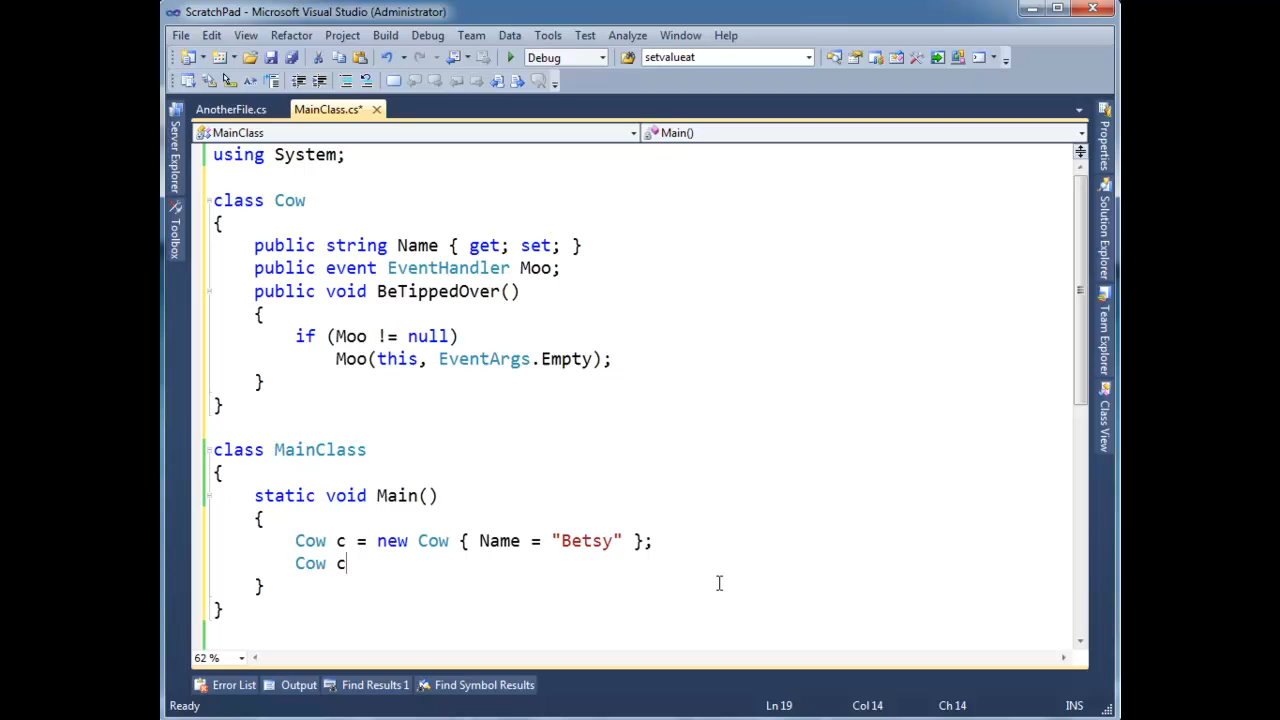 ScratchPad - Microsoft Visual Studio (Administrator)
File Edit View Refactor Project Build Debug Team Data Tools Test Analyze Window Help
Debug setvalueat
AnotherFile.cs MainClass.cs*
MainClass Main()
Server Explorer
Toolbox
using System;
class Cow
{
public string Name { get; set; }
public event EventHandler Moo;
public void BeTippedOver()
{
if (Moo != null)
Moo(this, EventArgs.Empty);
}
}
class MainClass
{
static void Main()
{
Cow c = new Cow { Name = "Betsy" };
Cow c
}
}
Properties
Solution Explorer
Team Explorer
Class View
62 %
Error List Output Find Results 1 Find Symbol Results
Ready Ln 19 Col 14 Ch 14 INS